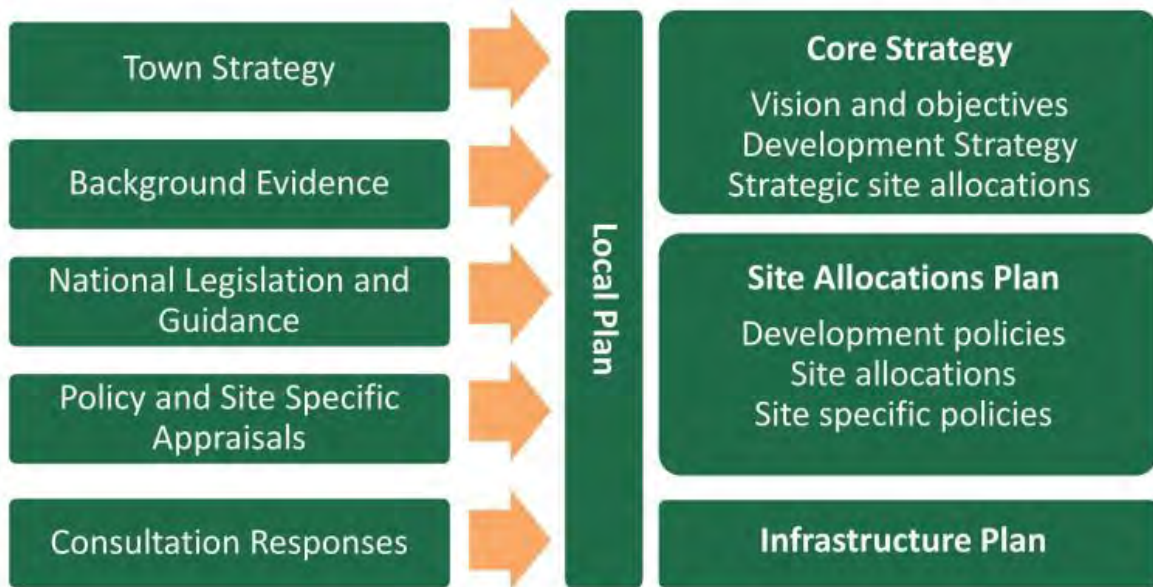 Town Strategy
Background Evidence
National Legislation and
Guidance
Policy and Site Specific
Appraisals
Consultation Responses
Local Plan
Core Strategy
Vision and objectives
Development Strategy
Strategic site allocations
Site Allocations Plan
Development policies
Site allocations
Site specific policies
Infrastructure Plan